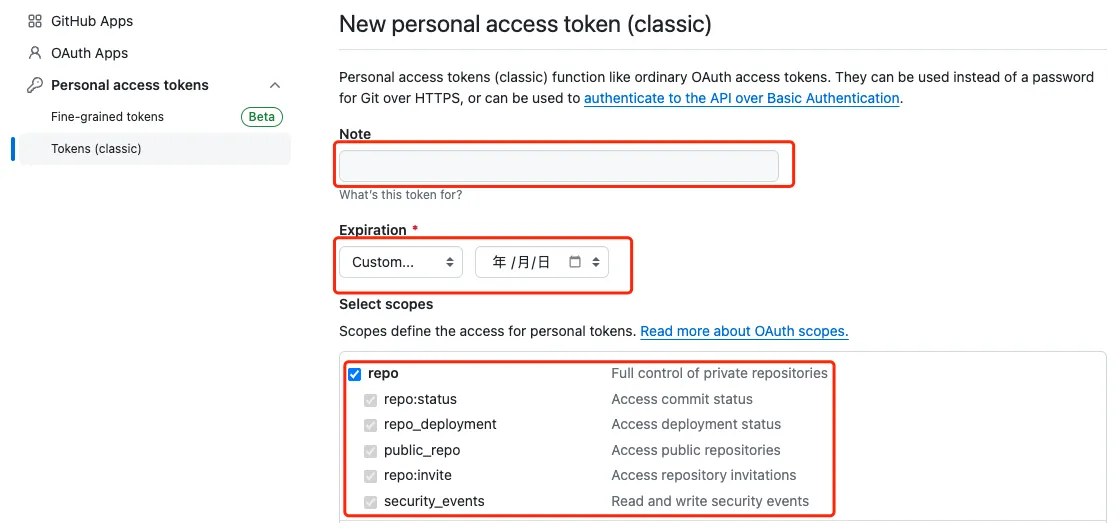 GitHub Apps
OAuth Apps
Personal access tokens
Fine-grained tokens Beta
Tokens (classic)
New personal access token (classic)
Personal access tokens (classic) function like ordinary OAuth access tokens. They can be used instead of a password
for Git over HTTPS, or can be used to authenticate to the API over Basic Authentication.
Note
What's this token for?
Expiration *
Custom... 年 /月/日
Select scopes
Scopes define the access for personal tokens. Read more about OAuth scopes.
repo Full control of private repositories
repo:status Access commit status
repo_deployment Access deployment status
public_repo Access public repositories
repo:invite Access repository invitations
security_events Read and write security events